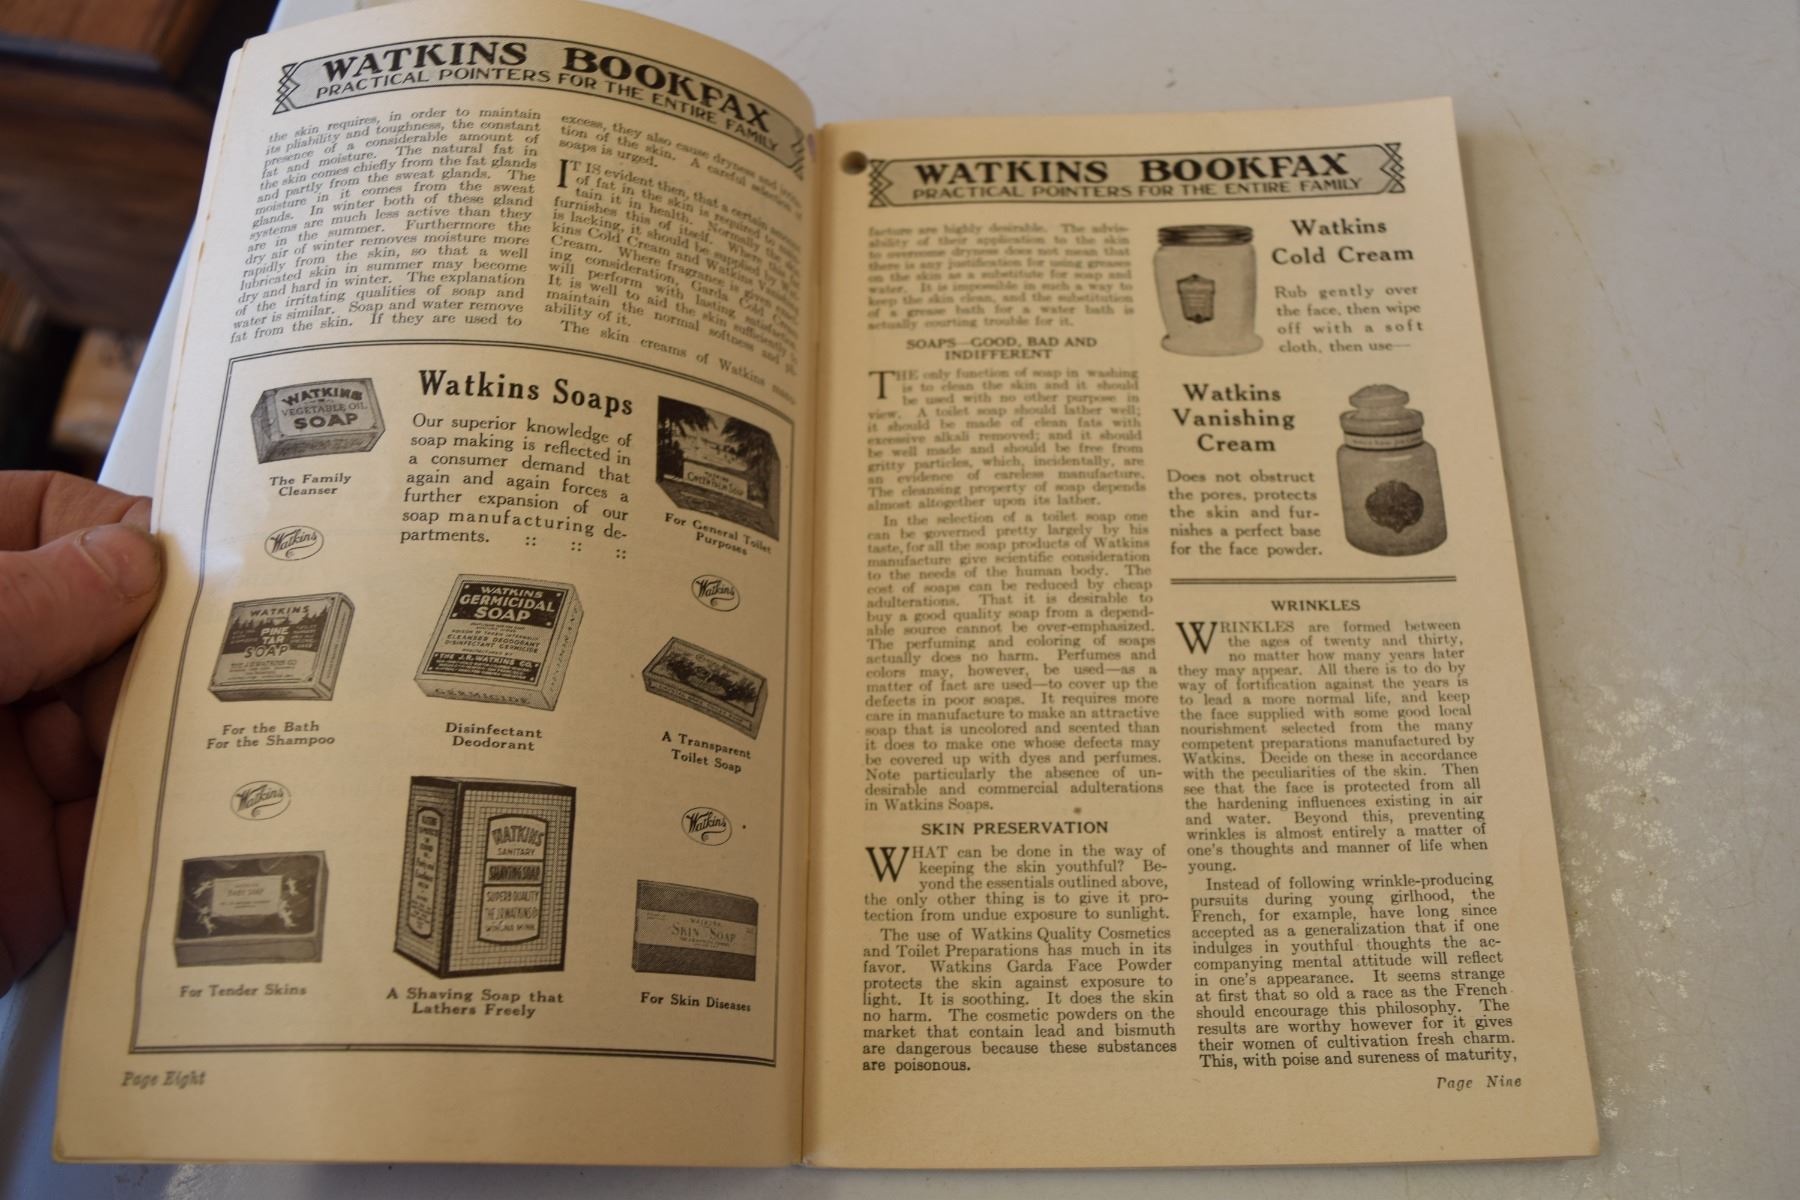 WATKINS BOOKFAX
PRACTICAL POINTERS FOR THE ENTIRE FAMILY
the skin requires, in order to maintain
its pliability and toughness, the constant
presence of a considerable amount of
fat and moisture. The natural fat in
the skin comes chiefly from the fat glands
and partly from the sweat glands. The
moisture in it comes from the sweat
glands. In winter both of these gland
systems are much less active than they
are in the summer. Furthermore the
dry air of winter removes moisture more
rapidly from the skin, so that a well
lubricated skin in summer may become
dry and hard in winter. The explanation
of the irritating qualities of soap and
water is similar. Soap and water remove
fat from the skin. If they are used to
excess, they also cause dryness and
tion of the skin. A careful selection of
soaps is urged.
IT IS evident then, that a certain
of fat in the skin is required to
tain it in health. Normally the
furnishes this of itself. Where this
is lacking, it should be supplied by
kins Cold Cream and Watkins Vanishing
Cream. Where fragrance is given
ing consideration, Garda Cold Cream
will perform with lasting satisfaction.
It is well to aid the skin sufficiently to
maintain the normal softness and
ability of it.
The skin creams of Watkins
Watkins Soaps
Our superior knowledge of
soap making is reflected in
a consumer demand that
again and again forces a
further expansion of our
soap manufacturing de-
partments. :: :: ::
WATKINS
VEGETABLE OIL
SOAP
The Family
Cleanser
For General Toilet
Purposes
Watkins
Watkins
WATKINS
PINE
TAR
SOAP
THE J.R. WATKINS CO.
For the Bath
For the Shampoo
WATKINS
GERMICIDAL
SOAP
CLEANSER DEODORANT
DISINFECTANT GERMICIDE
THE J.R. WATKINS CO.
GERMICIDE
Disinfectant
Deodorant
A Transparent
Toilet Soap
Watkins
Watkins
BABY SOAP
For Tender Skins
WATKINS
SANITARY
SHAVING SOAP
SUPERB QUALITY
THE J.R. WATKINS CO.
WINONA MINN.
A Shaving Soap that
Lathers Freely
WATKINS
SKIN SOAP
For Skin Diseases
Page Eight
WATKINS BOOKFAX
PRACTICAL POINTERS FOR THE ENTIRE FAMILY
facture are highly desirable. The advis-
ability of their application to the skin
to overcome dryness does not mean that
there is any justification for using greases
on the skin as a substitute for soap and
water. It is impossible in such a way to
keep the skin clean, and the substitution
of a grease bath for a water bath is
actually courting trouble for it.
SOAPS—GOOD, BAD AND
INDIFFERENT
THE only function of soap in washing
is to clean the skin and it should
be used with no other purpose in
view. A toilet soap should lather well;
it should be made of clean fats with
excessive alkali removed; and it should
be well made and should be free from
gritty particles, which, incidentally, are
an evidence of careless manufacture.
The cleansing property of soap depends
almost altogether upon its lather.
In the selection of a toilet soap one
can be governed pretty largely by his
taste, for all the soap products of Watkins
manufacture give scientific consideration
to the needs of the human body. The
cost of soaps can be reduced by cheap
adulterations. That it is desirable to
buy a good quality soap from a depend-
able source cannot be over-emphasized.
The perfuming and coloring of soaps
actually does no harm. Perfumes and
colors may, however, be used—as a
matter of fact are used—to cover up the
defects in poor soaps. It requires more
care in manufacture to make an attractive
soap that is uncolored and scented than
it does to make one whose defects may
be covered up with dyes and perfumes.
Note particularly the absence of un-
desirable and commercial adulterations
in Watkins Soaps.
SKIN PRESERVATION
WHAT can be done in the way of
keeping the skin youthful? Be-
yond the essentials outlined above,
the only other thing is to give it pro-
tection from undue exposure to sunlight.
The use of Watkins Quality Cosmetics
and Toilet Preparations has much in its
favor. Watkins Garda Face Powder
protects the skin against exposure to
light. It is soothing. It does the skin
no harm. The cosmetic powders on the
market that contain lead and bismuth
are dangerous because these substances
are poisonous.
Watkins
Cold Cream
Rub gently over
the face, then wipe
off with a soft
cloth, then use—
Watkins
Vanishing
Cream
Does not obstruct
the pores, protects
the skin and fur-
nishes a perfect base
for the face powder.
WRINKLES
WRINKLES are formed between
the ages of twenty and thirty,
no matter how many years later
they may appear. All there is to do by
way of fortification against the years is
to lead a more normal life, and keep
the face supplied with some good local
nourishment selected from the many
competent preparations manufactured by
Watkins. Decide on these in accordance
with the peculiarities of the skin. Then
see that the face is protected from all
the hardening influences existing in air
and water. Beyond this, preventing
wrinkles is almost entirely a matter of
one's thoughts and manner of life when
young.
Instead of following wrinkle-producing
pursuits during young girlhood, the
French, for example, have long since
accepted as a generalization that if one
indulges in youthful thoughts the ac-
companying mental attitude will reflect
in one's appearance. It seems strange
at first that so old a race as the French
should encourage this philosophy. The
results are worthy however for it gives
their women of cultivation fresh charm.
This, with poise and sureness of maturity,
Page Nine